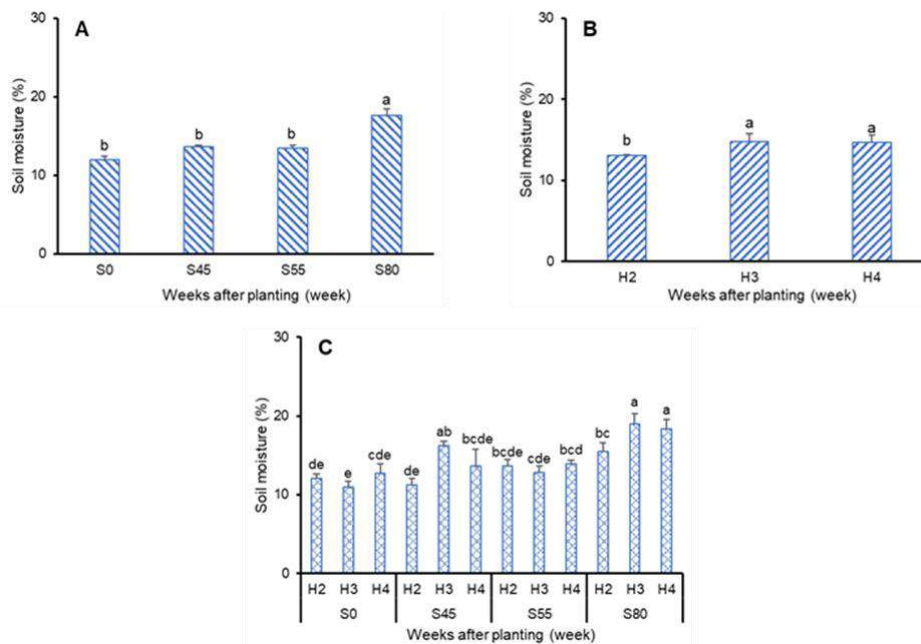 A
30
20
10
0
Soil moisture (%)
b
b
b
a
S0 S45 S55 S80
Weeks after planting (week)
B
30
20
10
0
Soil moisture (%)
b
a
a
H2 H3 H4
Weeks after planting (week)
C
30
20
10
0
Soil moisture (%)
de
e
cde
de
ab
bcde
bcde
cde
bcd
bc
a
a
H2 H3 H4 H2 H3 H4 H2 H3 H4 H2 H3 H4
S0 S45 S55 S80
Weeks after planting (week)